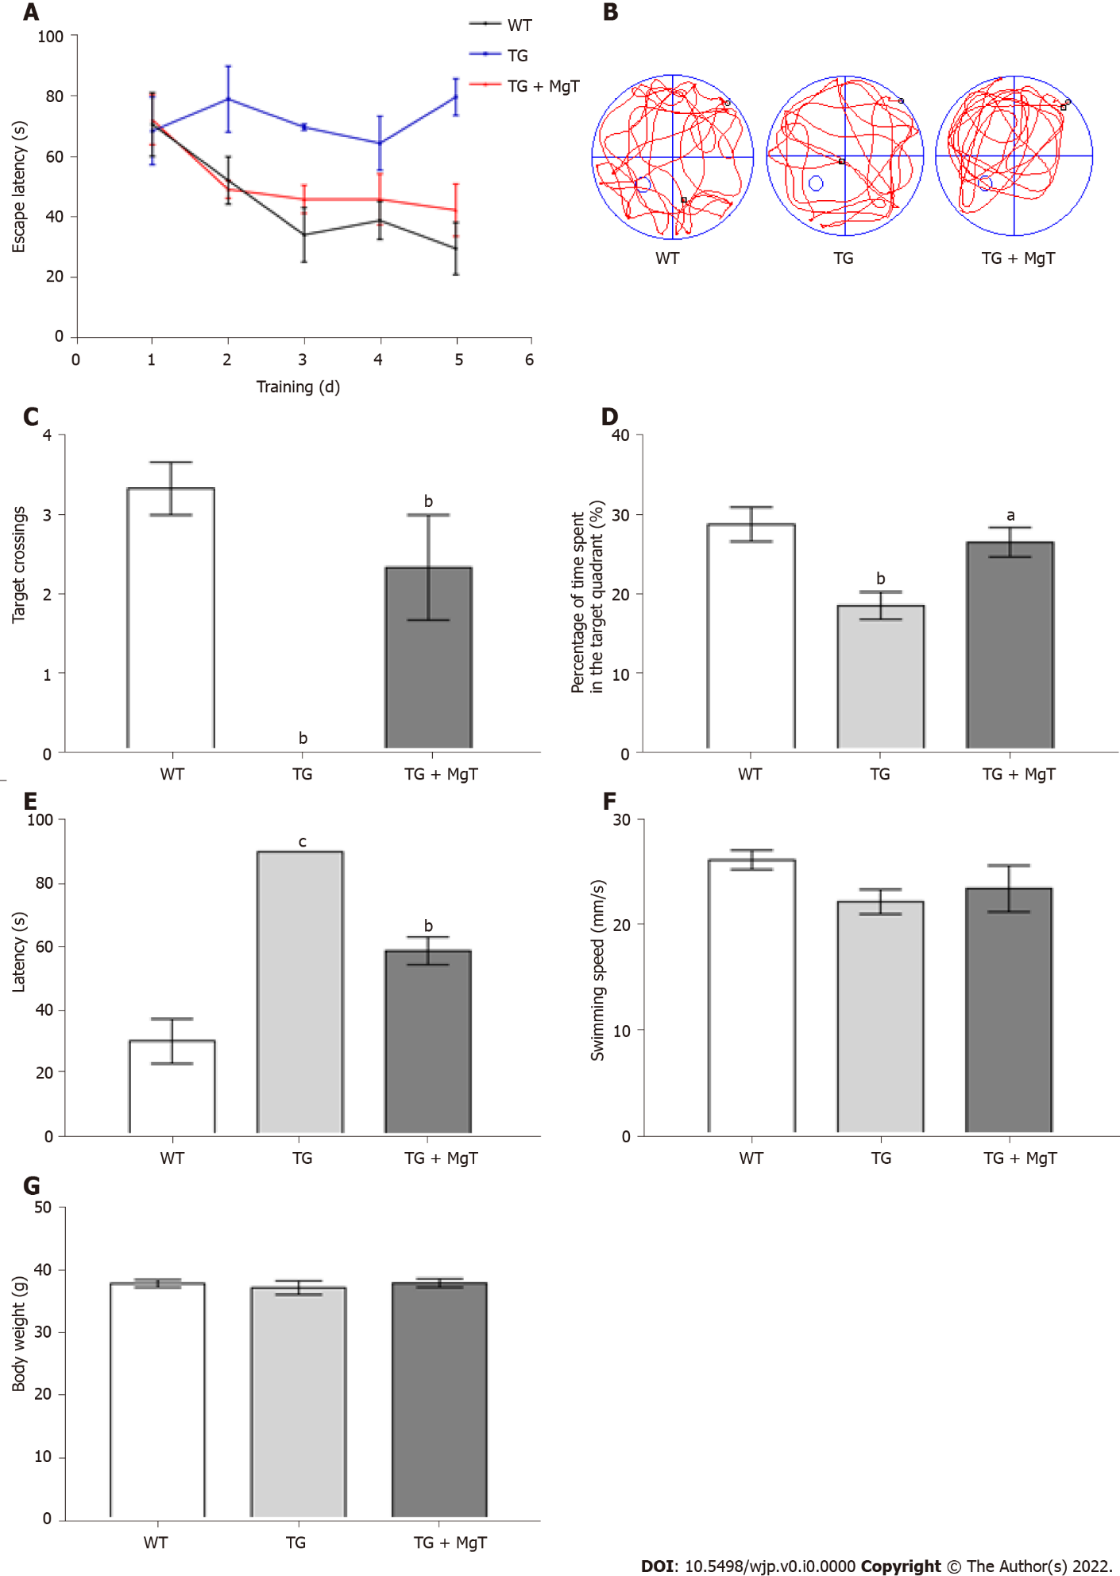 A
WT
TG
TG + MgT
100
80
60
40
20
0
Escape latency (s)
0 1 2 3 4 5 6
Training (d)
B
WT TG TG + MgT
C
4
3
2
1
0
Target crossings
b
b
WT TG TG + MgT
D
40
30
20
10
0
Percentage of time spent
in the target quadrant (%)
b
a
WT TG TG + MgT
E
100
80
60
40
20
0
Latency (s)
c
b
WT TG TG + MgT
F
30
20
10
0
Swimming speed (mm/s)
WT TG TG + MgT
G
50
40
30
20
10
0
Body weight (g)
WT TG TG + MgT
DOI: 10.5498/wjp.v0.i0.0000 Copyright © The Author(s) 2022.